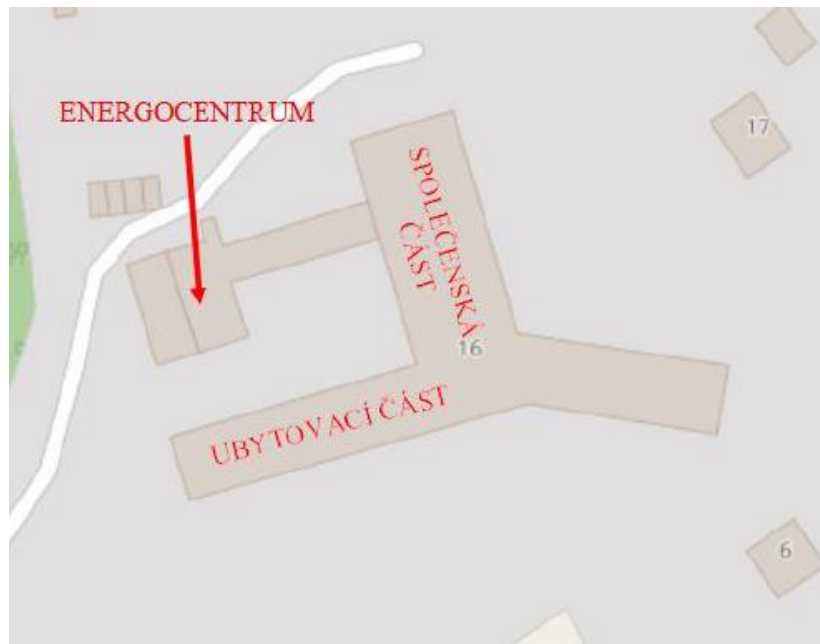 ENERGOCENTRUM
17
SPOLEČENSKÁ
ČÁST
16
UBYTOVACÍ ČÁST
6